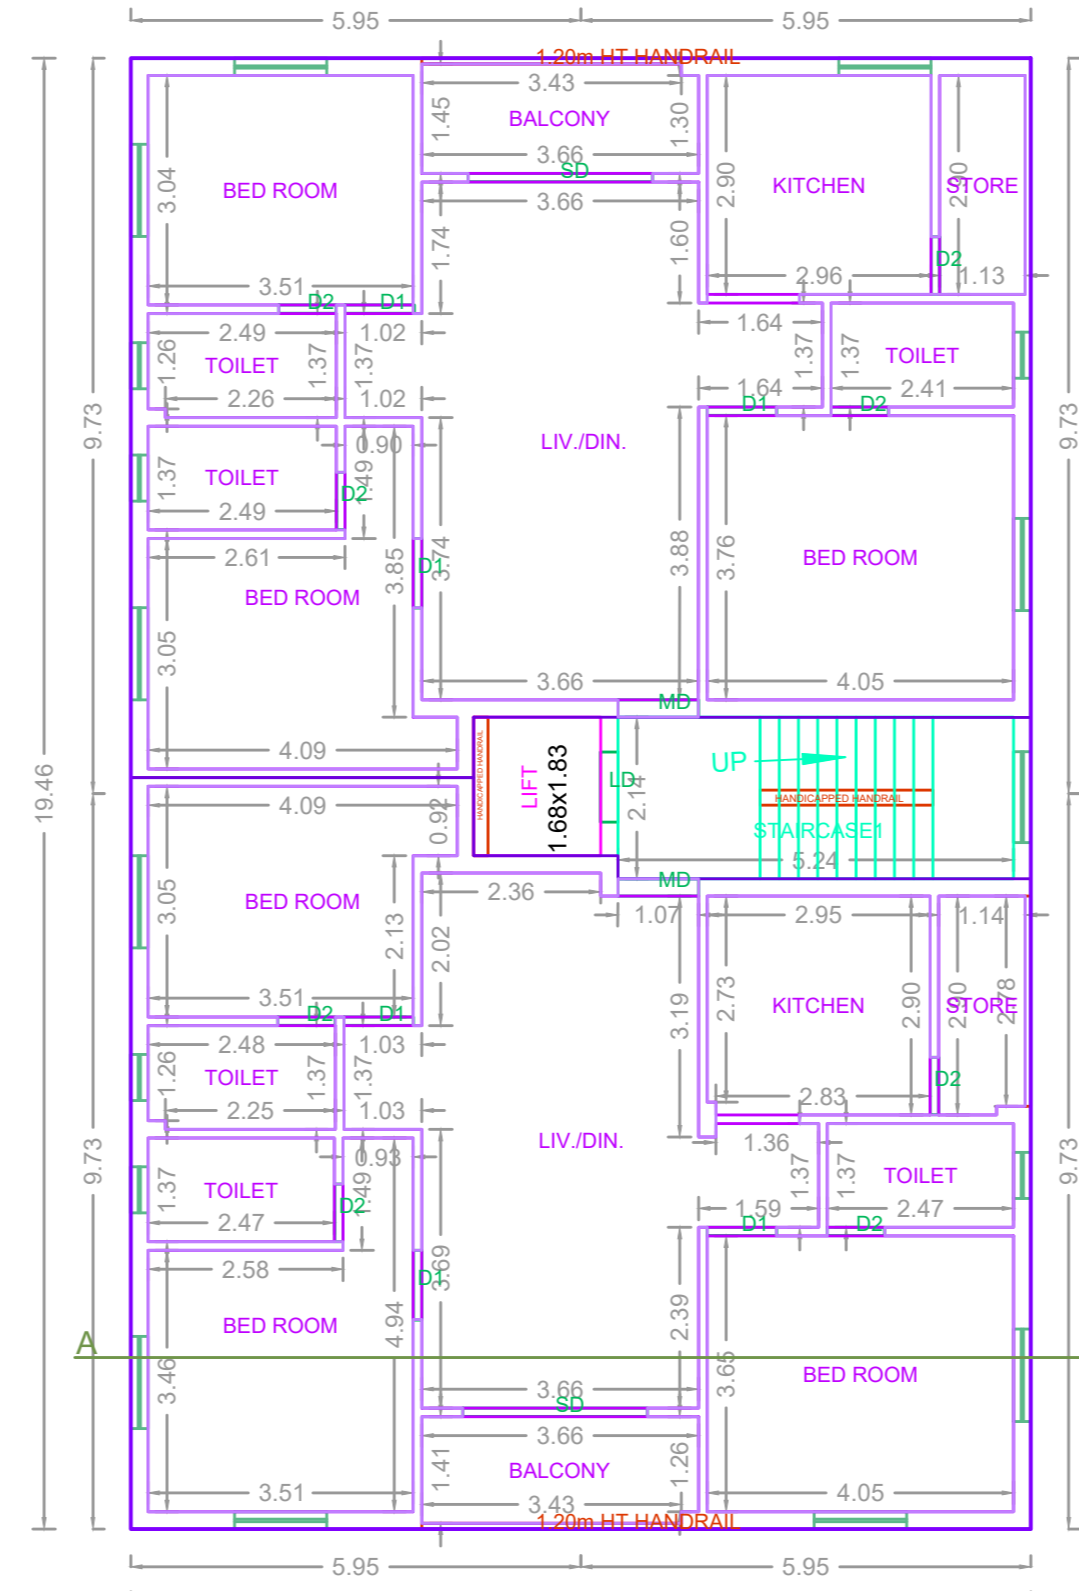 5.95 5.95
1.20m HT HANDRAIL
3.43
1.45 BALCONY 1.30
3.66
SD
3.66
3.04 BED ROOM
2.90 KITCHEN 2.90 STORE
1.74 1.60
D2
3.51 2.96 1.13
D2 D1
2.49 1.02 1.64
1.26 TOILET 1.37 1.37
1.37 1.37 TOILET
2.26 1.02 1.64 2.41
D1 D2
9.73 9.73
0.90 LIV./DIN.
1.37 TOILET 1.49
2.49 D2
2.61 3.85 3.74 3.88 3.76 BED ROOM
D1
BED ROOM
3.05
3.66 4.05
MD
4.09
19.46
HANDICAPPED HANDRAIL LIFT 1.68x1.83 LD 2.14 UP
HANDICAPPED HANDRAIL
STAIRCASE1
5.24
4.09 0.92
MD
2.36 1.07 2.95 1.14
3.05 BED ROOM 2.13 2.02
3.19 2.73 KITCHEN 2.90 2.90 STORE 2.78
3.51
D2 D1
2.48 1.03
1.26 TOILET 1.37 1.37
D2
2.83
2.25 1.03
LIV./DIN.
1.36
0.93
9.73 9.73
1.37 TOILET 1.49
1.37 1.37 TOILET
2.47 D2
1.59 2.47
D1 D2
2.58
D1
BED ROOM 4.94 3.69 2.39
A
3.46 3.65 BED ROOM
3.66
SD
3.66
1.41 BALCONY 1.26
3.51 3.43 4.05
1.20m HT HANDRAIL
5.95 5.95